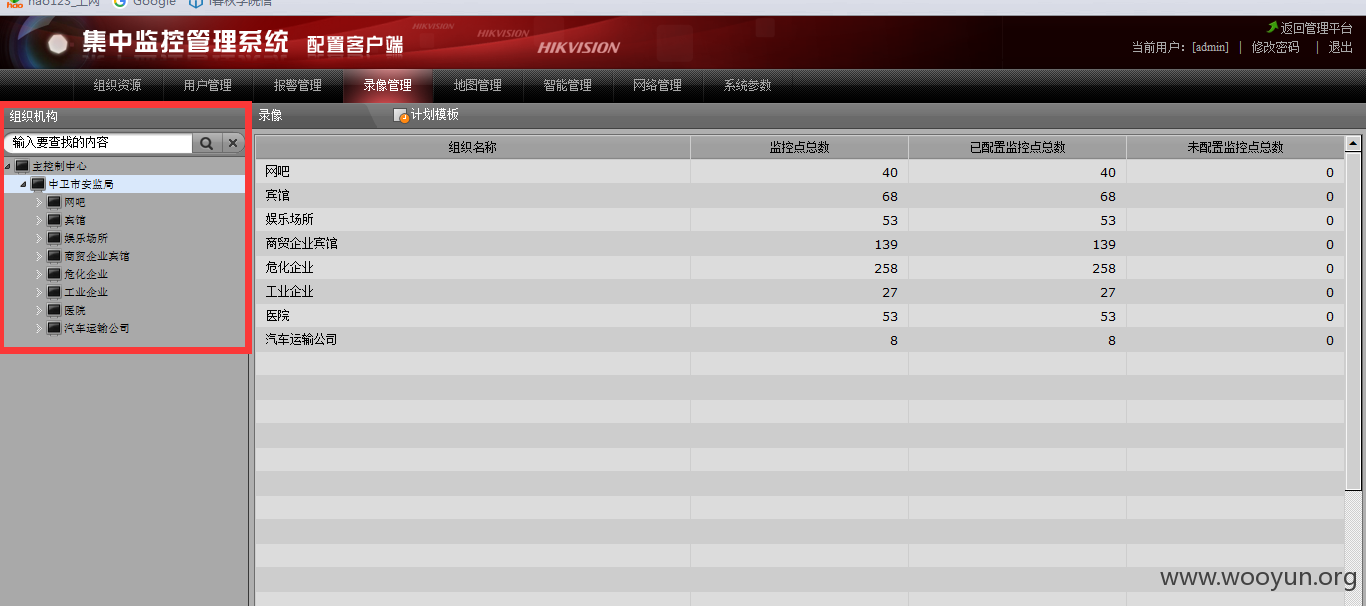 hao123_上网 Google i春秋学院信
集中监控管理系统 配置客户端 HIKVISION HIKVISION HIKVISION
返回管理平台
当前用户：[admin] | 修改密码 | 退出
组织资源 用户管理 报警管理 录像管理 地图管理 智能管理 网络管理 系统参数
组织机构
输入要查找的内容
主控制中心
中卫市安监局
网吧
宾馆
娱乐场所
商贸企业宾馆
危化企业
工业企业
医院
汽车运输公司
录像 计划模板
组织名称 监控点总数 已配置监控点总数 未配置监控点总数
网吧 40 40 0
宾馆 68 68 0
娱乐场所 53 53 0
商贸企业宾馆 139 139 0
危化企业 258 258 0
工业企业 27 27 0
医院 53 53 0
汽车运输公司 8 8 0
www.wooyun.org